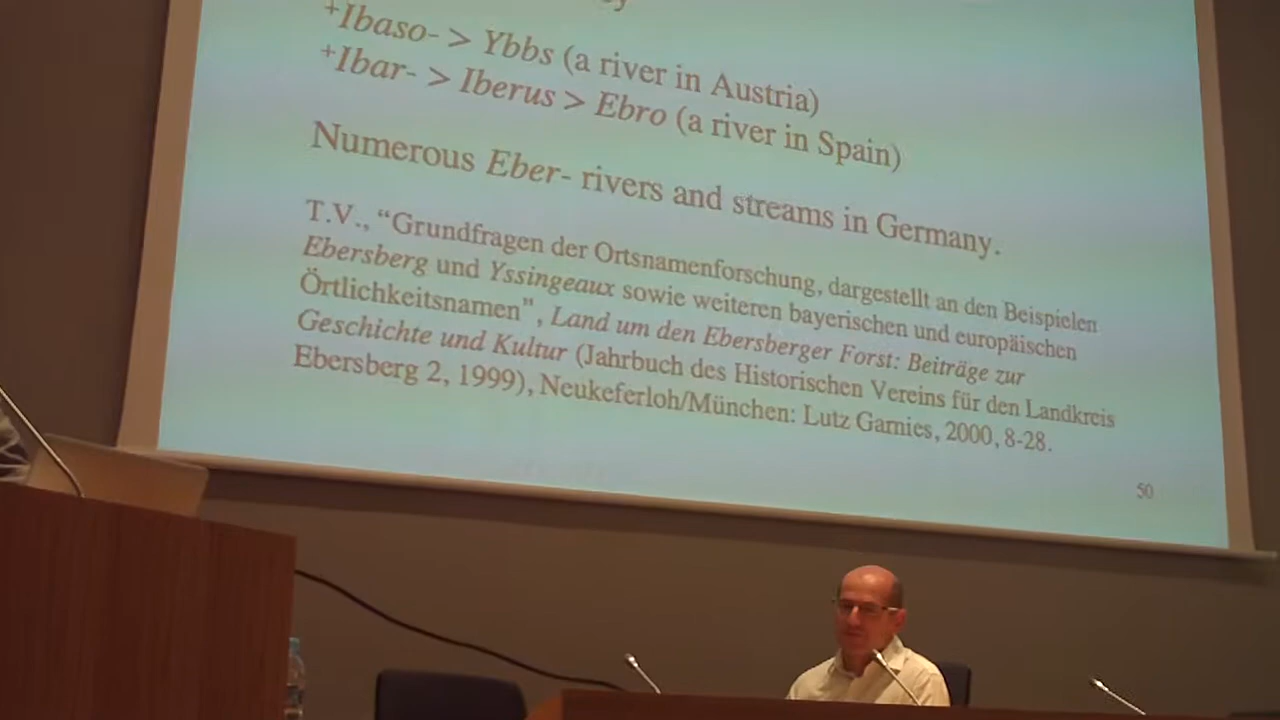 +Ibaso- > Ybbs (a river in Austria)
+Ibar- > Iberus > Ebro (a river in Spain)
Numerous Eber- rivers and streams in Germany.
T.V., “Grundfragen der Ortsnamenforschung, dargestellt an den Beispielen
Ebersberg und Yssingeaux sowie weiteren bayerischen und europäischen
Örtlichkeitsnamen", Land um den Ebersberger Forst: Beiträge zur
Geschichte und Kultur (Jahrbuch des Historischen Vereins für den Landkreis
Ebersberg 2, 1999), Neukeferloh/München: Lutz Garnies, 2000, 8-28.
50